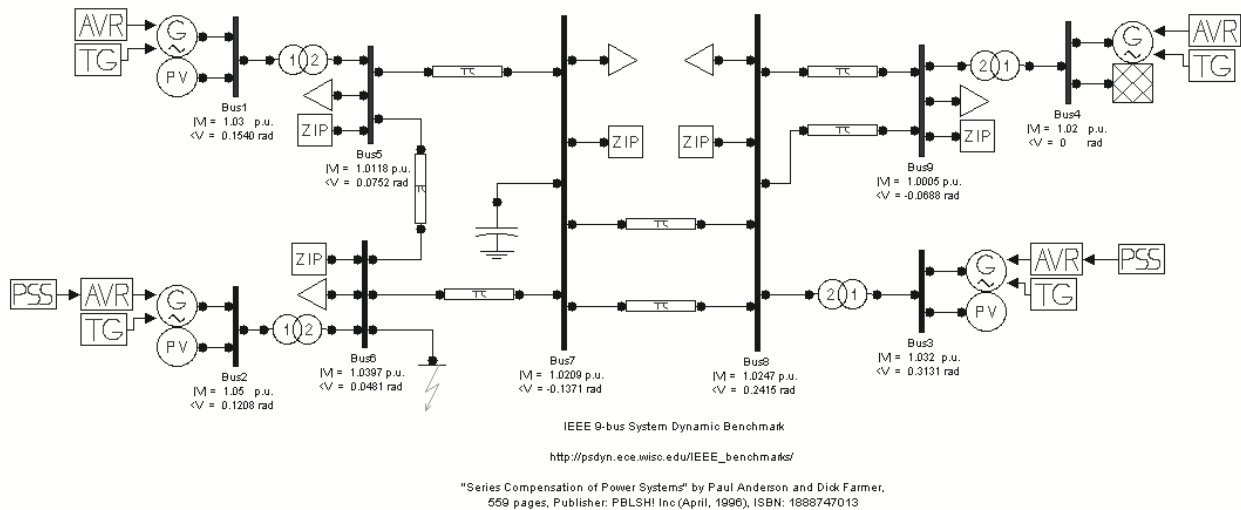 AVR
TG
G
~
PV
1 2
Bus1
|V| = 1.03 p.u.
<V = 0.1540 rad
ZIP
Bus5
|V| = 1.0118 p.u.
<V = 0.0752 rad
π
π
ZIP
ZIP
π
π
2 1
G
~
AVR
TG
Bus4
|V| = 1.02 p.u.
<V = 0 rad
ZIP
Bus9
|V| = 1.0005 p.u.
<V = -0.0688 rad
PSS
AVR
TG
G
~
PV
1 2
Bus2
|V| = 1.05 p.u.
<V = 0.1208 rad
ZIP
π
Bus6
|V| = 1.0397 p.u.
<V = 0.0481 rad
π
π
Bus7
|V| = 1.0209 p.u.
<V = -0.1371 rad
Bus8
|V| = 1.0247 p.u.
<V = 0.2415 rad
2 1
G
~
PV
AVR
PSS
TG
Bus3
|V| = 1.032 p.u.
<V = 0.3131 rad
IEEE 9-bus System Dynamic Benchmark
http://psdyn.ece.wisc.edu/IEEE_benchmarks/
"Series Compensation of Power Systems" by Paul Anderson and Dick Farmer,
559 pages, Publisher: PBLSH! Inc (April, 1996), ISBN: 1888747013